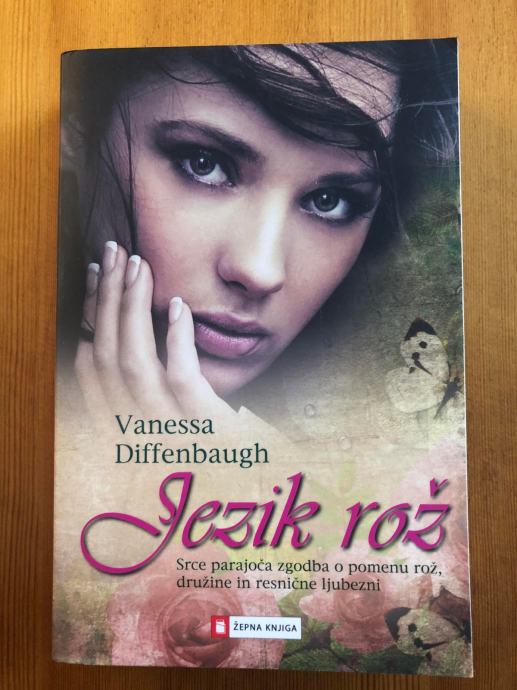 Vanessa
Diffenbaugh
Jezik rož
Srce parajoča zgodba o pomenu rož,
družine in resnične ljubezni
ŽEPNA KNJIGA